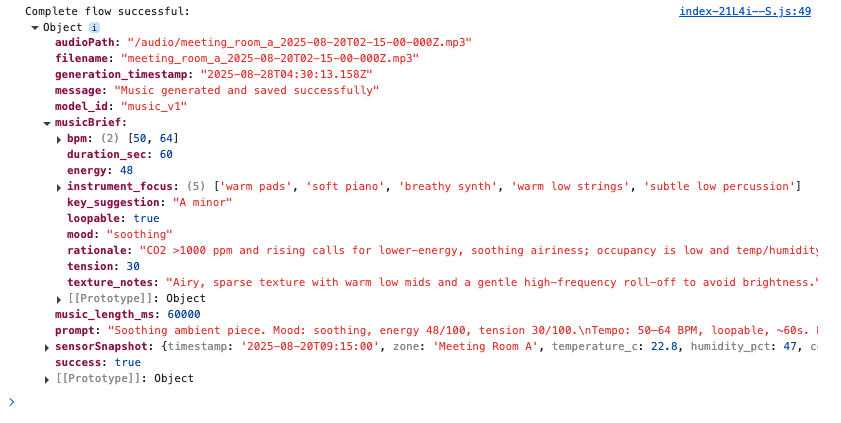 Complete flow successful: index-21L4i--S.js:49
Object i
audioPath: "/audio/meeting_room_a_2025-08-20T02-15-00-000Z.mp3"
filename: "meeting_room_a_2025-08-20T02-15-00-000Z.mp3"
generation_timestamp: "2025-08-28T04:30:13.158Z"
message: "Music generated and saved successfully"
model_id: "music_v1"
musicBrief:
bpm: (2) [50, 64]
duration_sec: 60
energy: 48
instrument_focus: (5) ['warm pads', 'soft piano', 'breathy synth', 'warm low strings', 'subtle low percussion']
key_suggestion: "A minor"
loopable: true
mood: "soothing"
rationale: "CO2 >1000 ppm and rising calls for lower-energy, soothing airiness; occupancy is low and temp/humidity
tension: 30
texture_notes: "Airy, sparse texture with warm low mids and a gentle high-frequency roll-off to avoid brightness."
[[Prototype]]: Object
music_length_ms: 60000
prompt: "Soothing ambient piece. Mood: soothing, energy 48/100, tension 30/100.\nTempo: 50–64 BPM, loopable, ~60s.
sensorSnapshot: {timestamp: '2025-08-20T09:15:00', zone: 'Meeting Room A', temperature_c: 22.8, humidity_pct: 47,
success: true
[[Prototype]]: Object
>